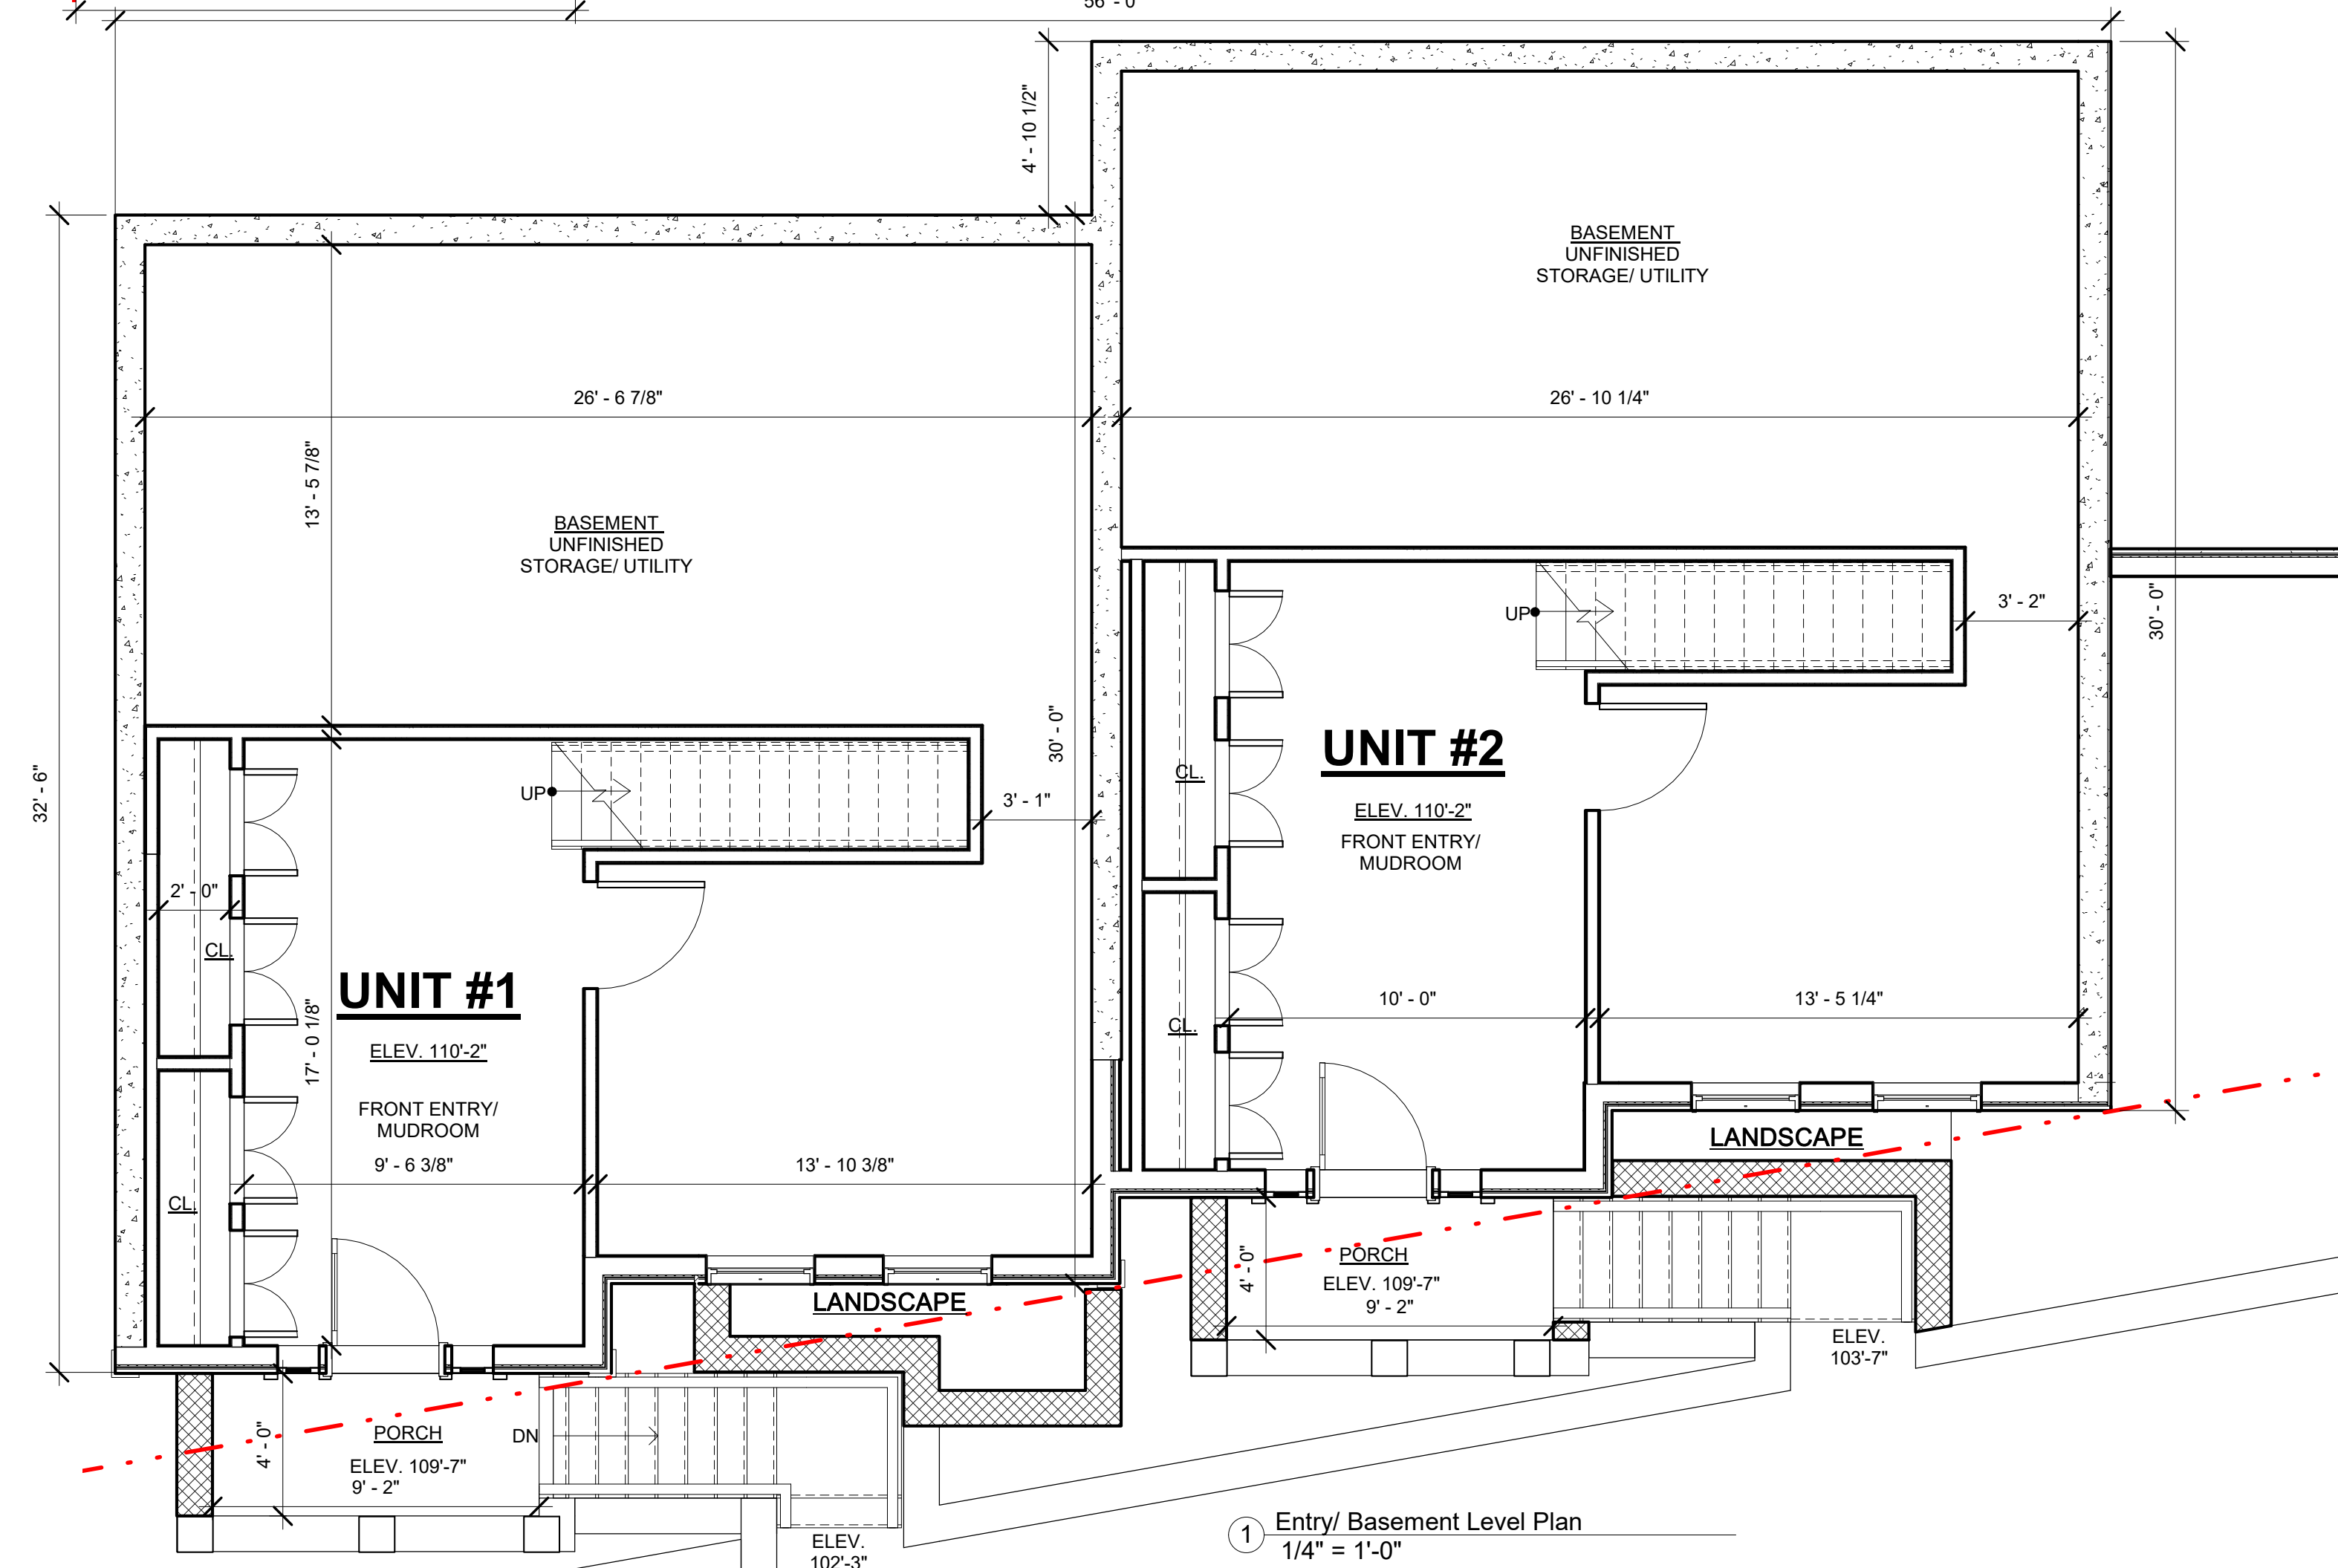 56' - 0"
4' - 10 1/2"
BASEMENT
UNFINISHED
STORAGE/ UTILITY
26' - 6 7/8"
26' - 10 1/4"
13' - 5 7/8"
BASEMENT
UNFINISHED
STORAGE/ UTILITY
UP
3' - 2"
30' - 0"
32' - 6"
30' - 0"
UP
3' - 1"
UNIT #2
CL.
ELEV. 110'-2"
FRONT ENTRY/
MUDROOM
2' - 0"
CL.
UNIT #1
17' - 0 1/8"
ELEV. 110'-2"
FRONT ENTRY/
MUDROOM
10' - 0"
13' - 5 1/4"
CL.
9' - 6 3/8"
13' - 10 3/8"
CL.
LANDSCAPE
LANDSCAPE
4' - 0"
PORCH
ELEV. 109'-7"
9' - 2"
ELEV.
103'-7"
4' - 0"
PORCH
ELEV. 109'-7"
9' - 2"
DN
ELEV.
102'-3"
1
Entry/ Basement Level Plan
1/4" = 1'-0"